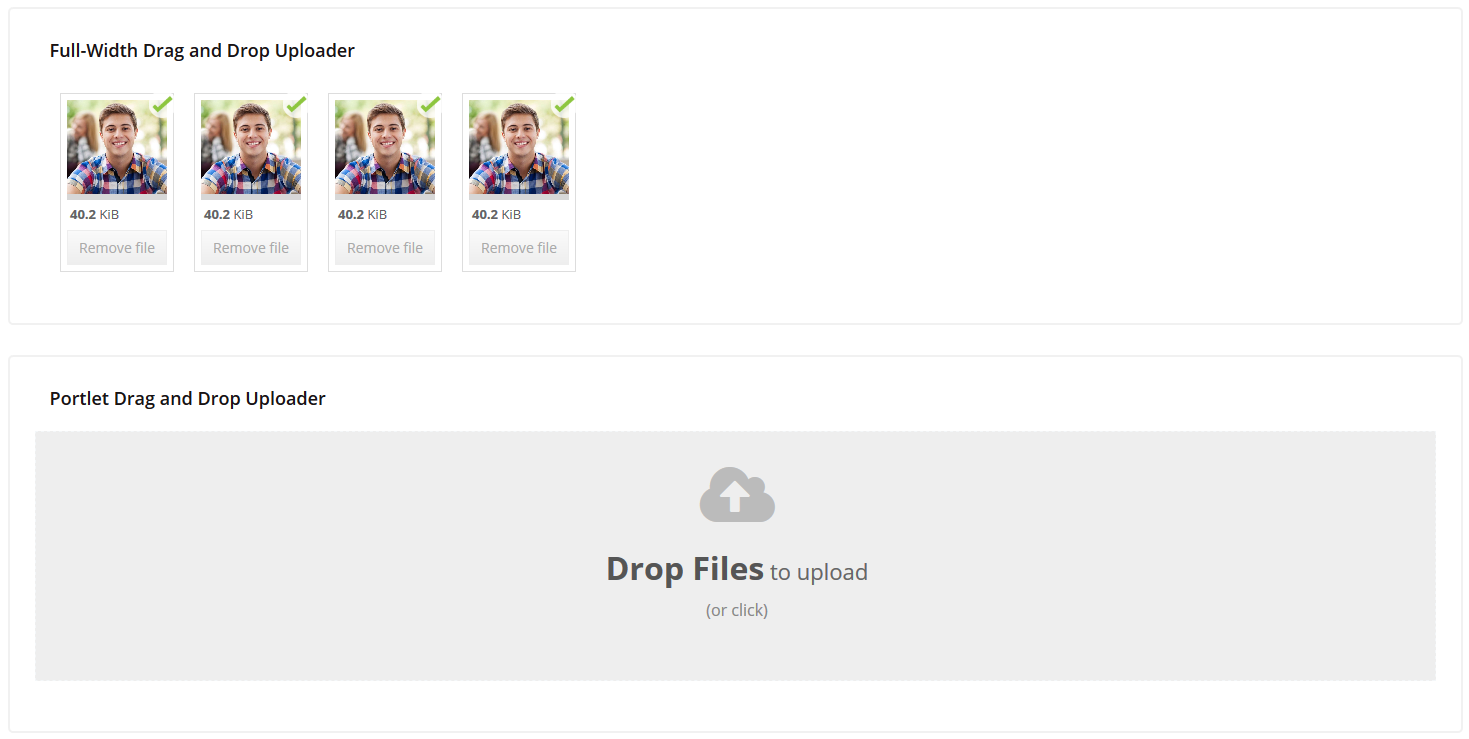 Full-Width Drag and Drop Uploader
40.2 KiB 40.2 KiB 40.2 KiB 40.2 KiB
Remove file Remove file Remove file Remove file
Portlet Drag and Drop Uploader
Drop Files to upload
(or click)